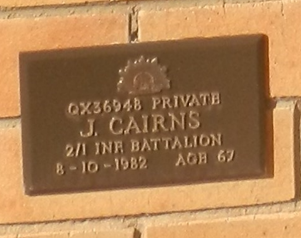 QX36948 PRIVATE
J. CAIRNS
2/1 INF BATTALION
8-10-1982 AGE 67